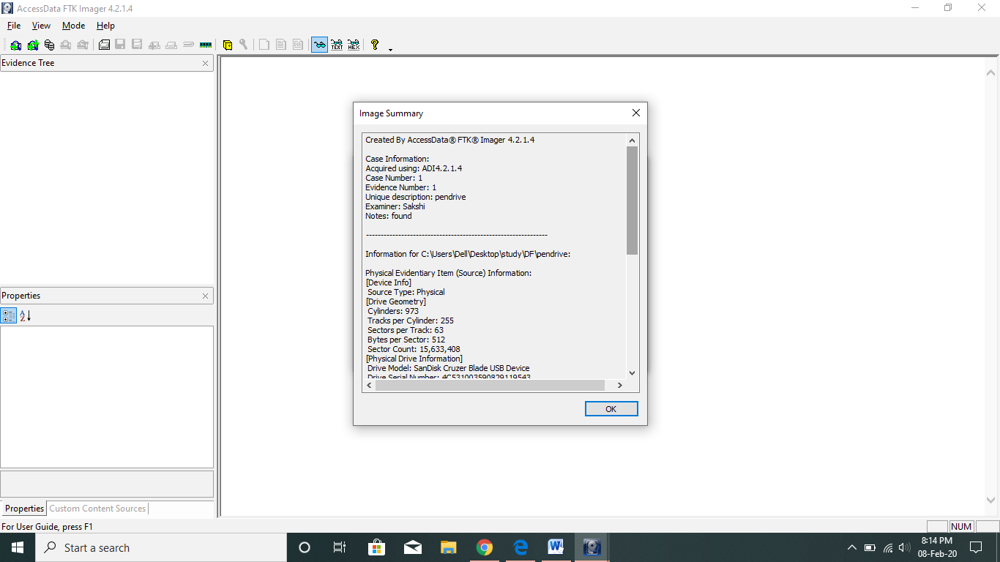 AccessData FTK Imager 4.2.1.4
File View Mode Help
TEXT HEX
Evidence Tree
Image Summary
Created By AccessData® FTK® Imager 4.2.1.4
Case Information:
Acquired using: ADI4.2.1.4
Case Number: 1
Evidence Number: 1
Unique description: pendrive
Examiner: Sakshi
Notes: found
--------------------------------------------------------------
Information for C:\Users\Dell\Desktop\study\DF\pendrive:
Physical Evidentiary Item (Source) Information:
[Device Info]
Source Type: Physical
[Drive Geometry]
Cylinders: 973
Tracks per Cylinder: 255
Sectors per Track: 63
Bytes per Sector: 512
Sector Count: 15,633,408
[Physical Drive Information]
Drive Model: SanDisk Cruzer Blade USB Device
Drive Serial Number: 4C531003590829119543
OK
Properties
Properties Custom Content Sources
For User Guide, press F1
NUM
Start a search
8:14 PM
08-Feb-20